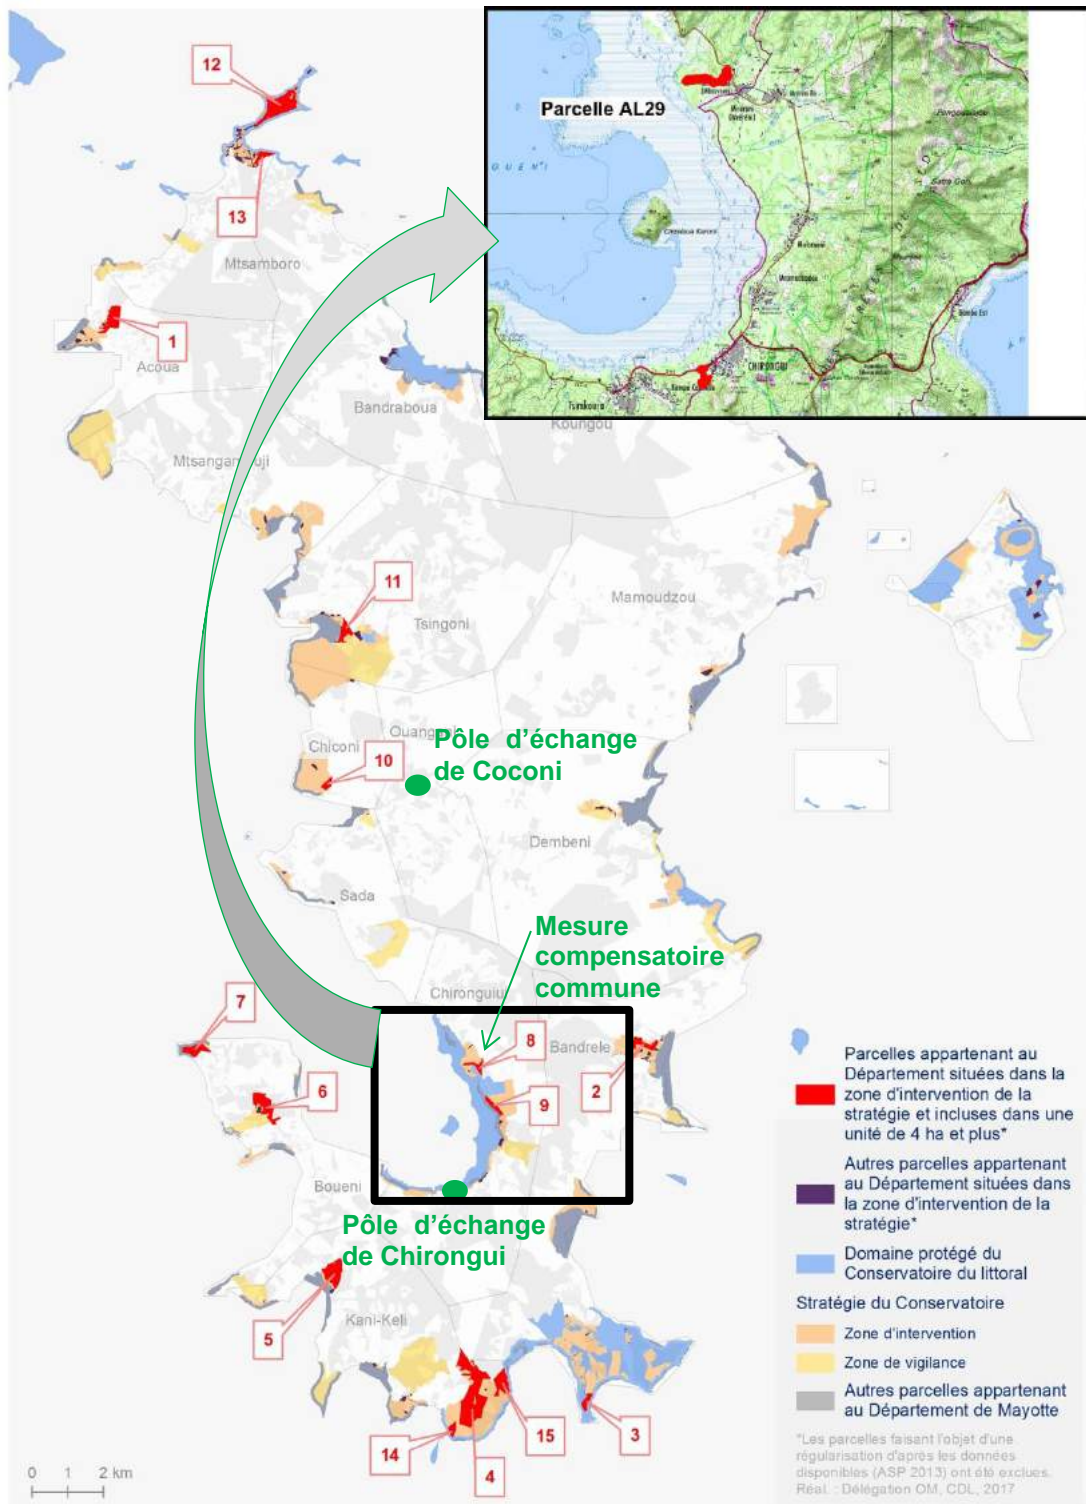 12
13
1
Mtsamboro
Acoua
Bandraboua
Koungou
Parcelle AL29
CHIRONGUI
Tsimkoura
11
Tsingoni
Mamoudzou
Chiconi
10
Pôle d'échange
de Coconi
Dembeni
Sada
Mesure
compensatoire
commune
Chirongui
7
6
8
9
Bandrele
2
Boueni
Pôle d'échange
de Chirongui
5
Kani-Keli
14
4
15
3
Parcelles appartenant au
Département situées dans la
zone d'intervention de la
stratégie et incluses dans une
unité de 4 ha et plus*
Autres parcelles appartenant
au Département situées dans
la zone d'intervention de la
stratégie*
Domaine protégé du
Conservatoire du littoral
Stratégie du Conservatoire
Zone d'intervention
Zone de vigilance
Autres parcelles appartenant
au Département de Mayotte
*Les parcelles faisant l'objet d'une
régularisation d'après les données
disponibles (ASP 2013) ont été exclues.
Réal. : Délégation OM, CDL, 2017
0 1 2 km